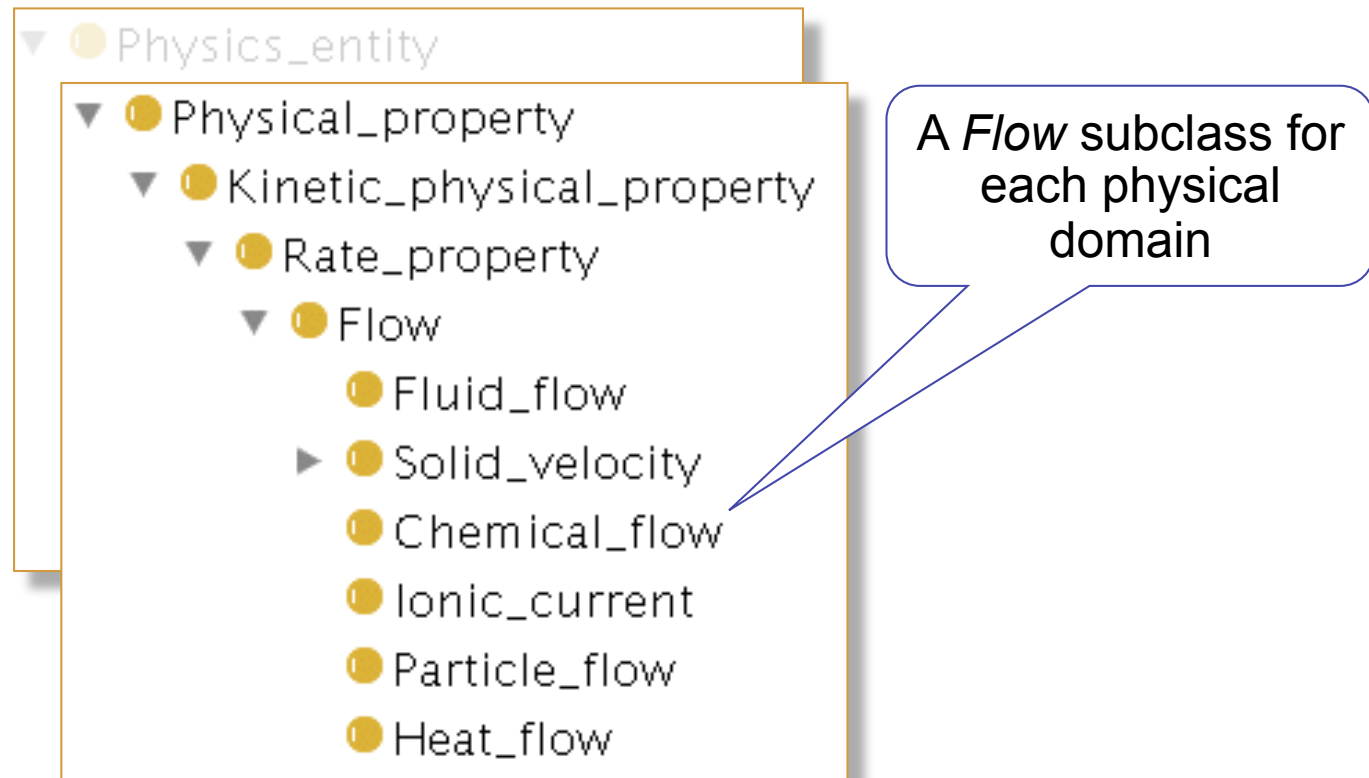 Physics_entity
Physical_property
Kinetic_physical_property
Rate_property
Flow
Fluid_flow
Solid_velocity
Chemical_flow
Ionic_current
Particle_flow
Heat_flow
A Flow subclass for
each physical
domain